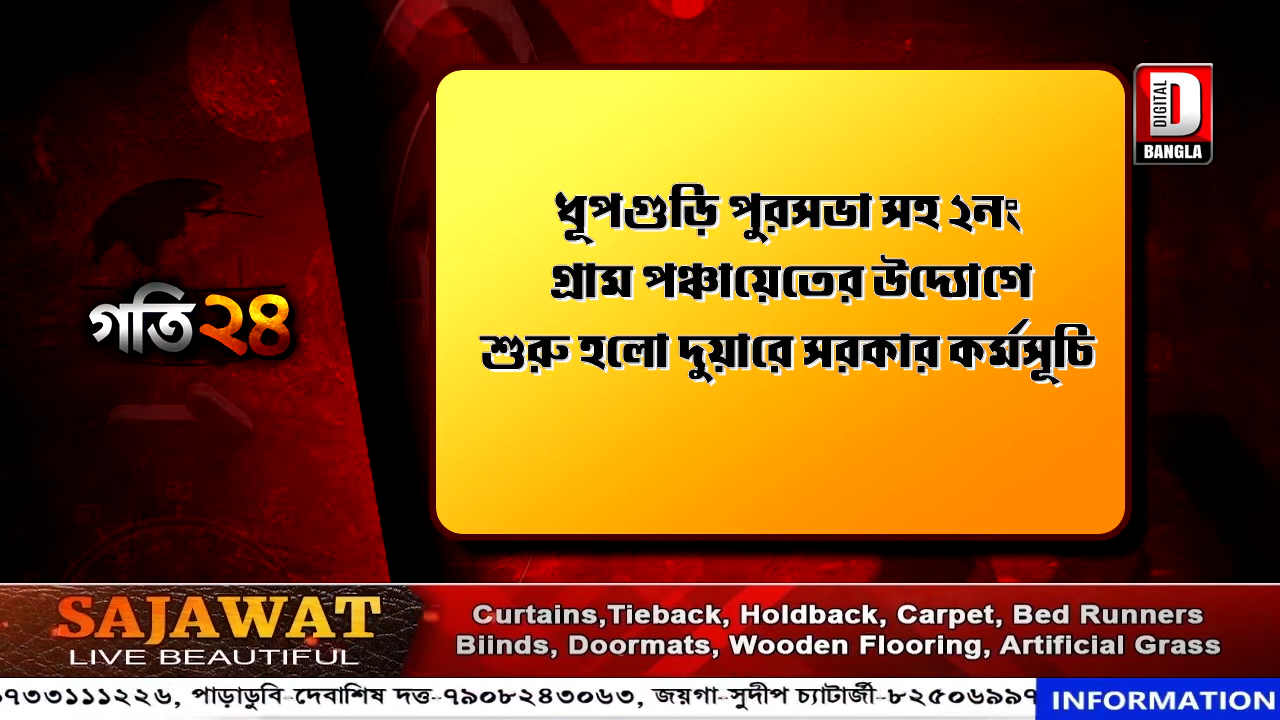 DIGITAL
D
BANGLA
ধূপগুড়ি পুরসভা সহ ২নং
গ্রাম পঞ্চায়েতের উদ্যোগে
শুরু হলো দুয়ারে সরকার কর্মসূচি
গতি ২৪
SAJAWAT
LIVE BEAUTIFUL
Curtains,Tieback, Holdback, Carpet, Bed Runners
Biinds, Doormats, Wooden Flooring, Artificial Grass
৭৩৩১১১২২৬, পাড়াডুবি-দেবাশিষ দত্ত-৭৯০৮২৪৩০৬৩, জয়গা-সুদীপ চ্যাটার্জী-৮২৫০৬৯৯৭
INFORMATION